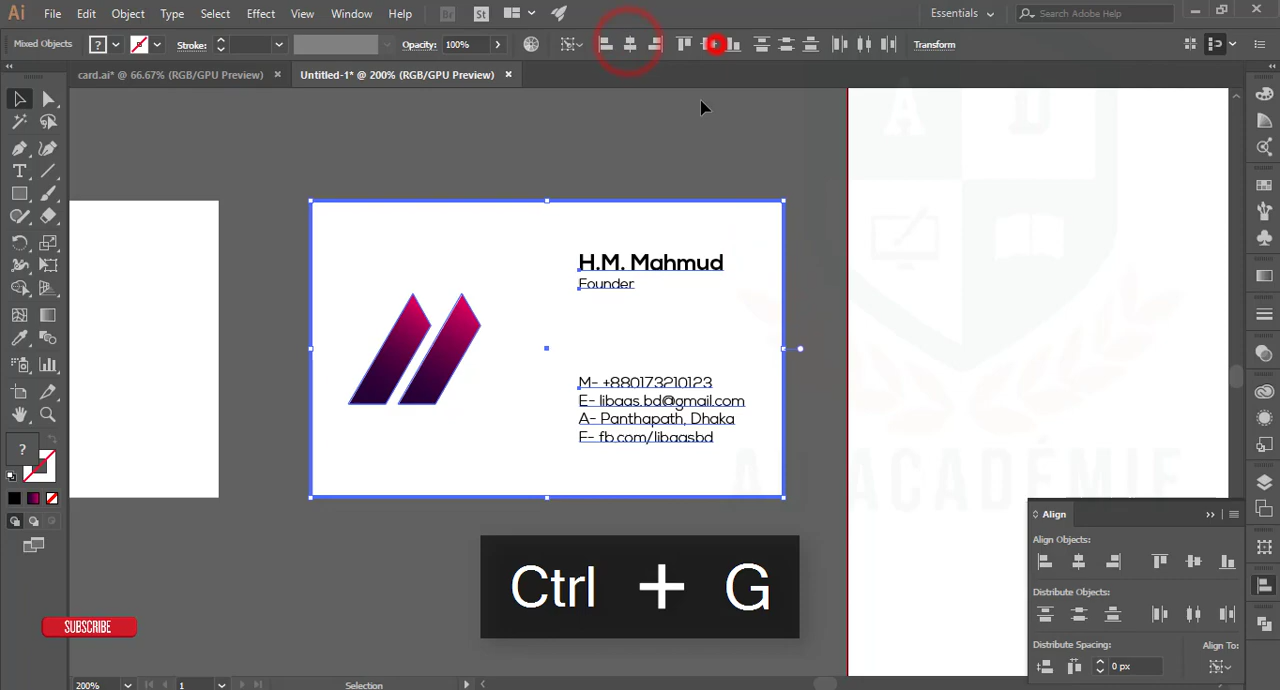 Ai File Edit Object Type Select Effect View Window Help Br St Essentials Search Adobe Help
Mixed Objects ? Stroke: Opacity: 100% Transform
card.ai* @ 66.67% (RGB/GPU Preview) × Untitled-1* @ 200% (RGB/GPU Preview) ×
A D
H.M. Mahmud
Founder
M- +880173210123
E- libaas.bd@gmail.com
A- Panthapath, Dhaka
F- fb.com/libaasbd
?
A D ACADÉMIE
Align
Align Objects:
Distribute Objects:
Distribute Spacing: Align To:
0 px
Ctrl + G
SUBSCRIBE
200% 1 Selection